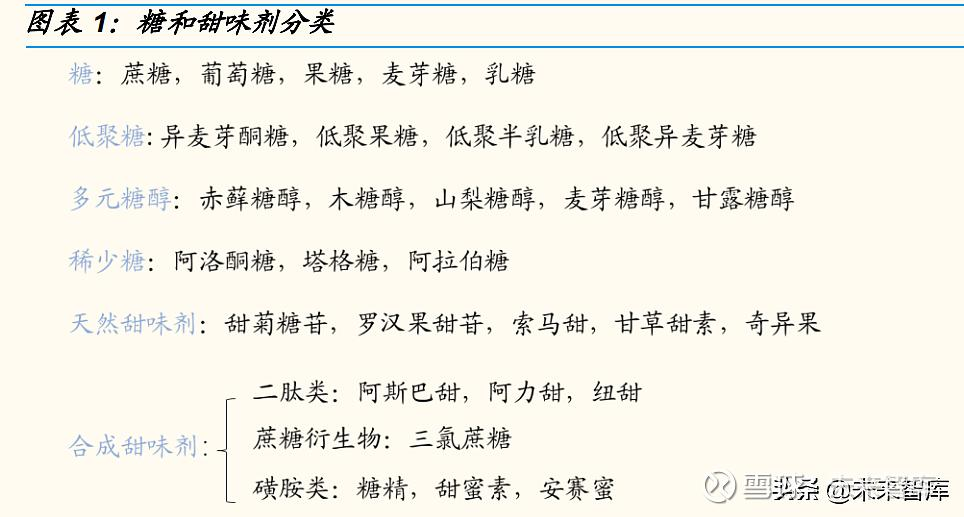 图表 1：糖和甜味剂分类
糖：蔗糖，葡萄糖，果糖，麦芽糖，乳糖
低聚糖：异麦芽酮糖，低聚果糖，低聚半乳糖，低聚异麦芽糖
多元糖醇：赤藓糖醇，木糖醇，山梨糖醇，麦芽糖醇，甘露糖醇
稀少糖：阿洛酮糖，塔格糖，阿拉伯糖
天然甜味剂：甜菊糖苷，罗汉果甜苷，索马甜，甘草甜素，奇异果
二肽类：阿斯巴甜，阿力甜，纽甜
合成甜味剂：
蔗糖衍生物：三氯蔗糖
磺胺类：糖精，甜蜜素，安赛蜜
雪球
头条 @未来智库